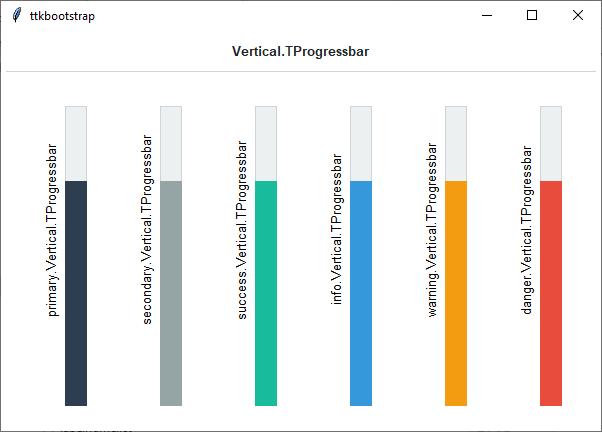 ttkbootstrap
Vertical.TProgressbar
primary.Vertical.TProgressbar
secondary.Vertical.TProgressbar
success.Vertical.TProgressbar
info.Vertical.TProgressbar
warning.Vertical.TProgressbar
danger.Vertical.TProgressbar